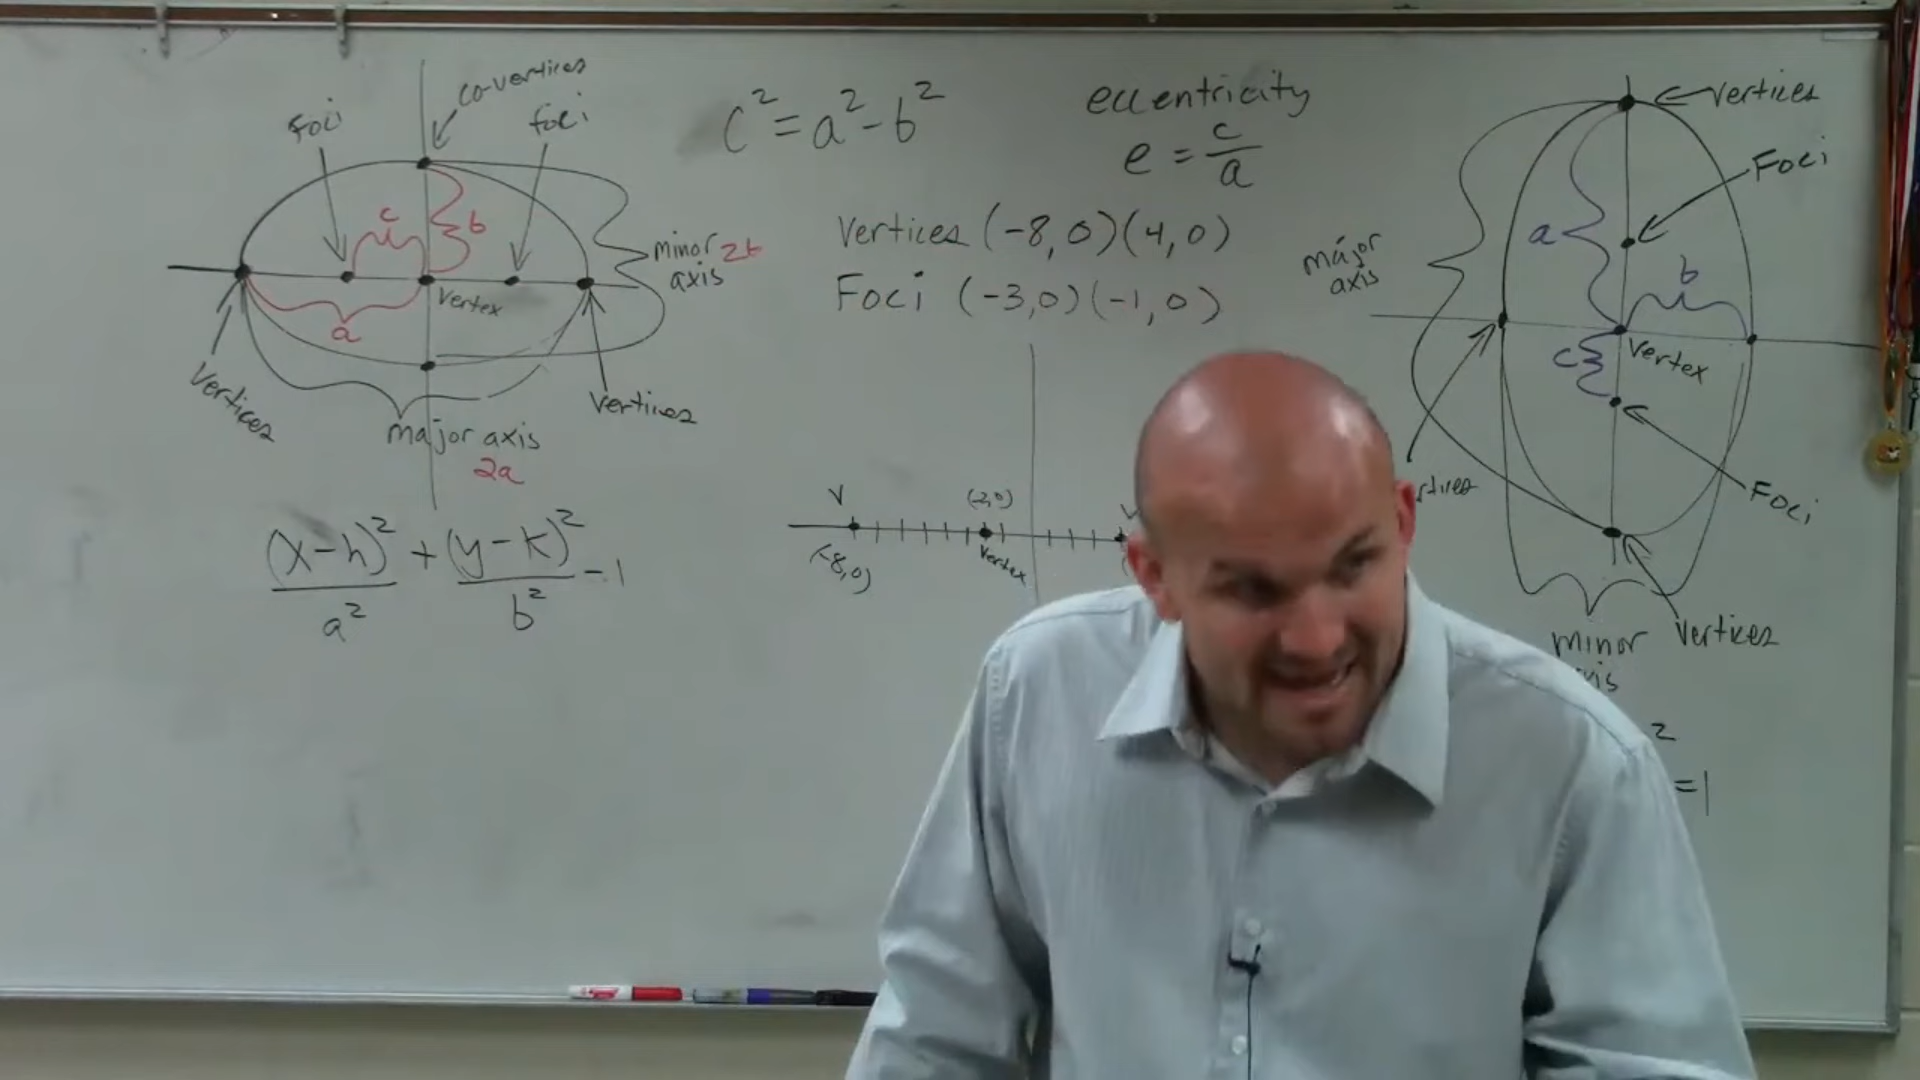 co-vertices
Foci
foci
c
b
minor 2b
axis
Vertex
a
Vertices
Vertices
major axis
2a
(x-h)² + (y-k)²
a² b² -1
c² = a² - b²
eccentricity
e = c/a
Vertices (-8,0)(4,0)
Foci (-3,0)(-1,0)
V
(-2,0)
V
(-8,0)
Vertex
Vertices
Foci
a
major
axis
b
c
Vertex
Foci
minor
Vertices
2
=1